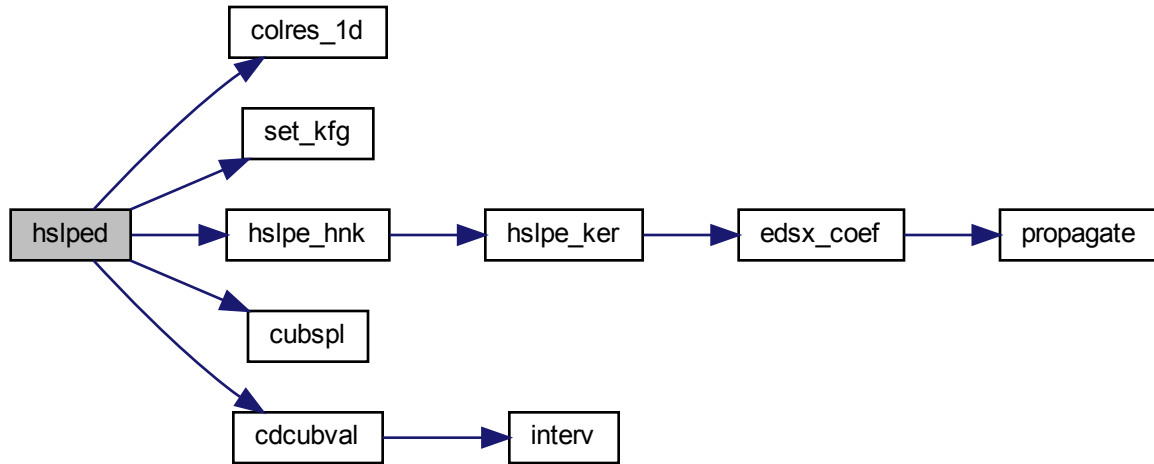 colres_1d
set_kfg
hslped
hslpe_hnk
hslpe_ker
edsx_coef
propagate
cubspl
cdcubval
interv